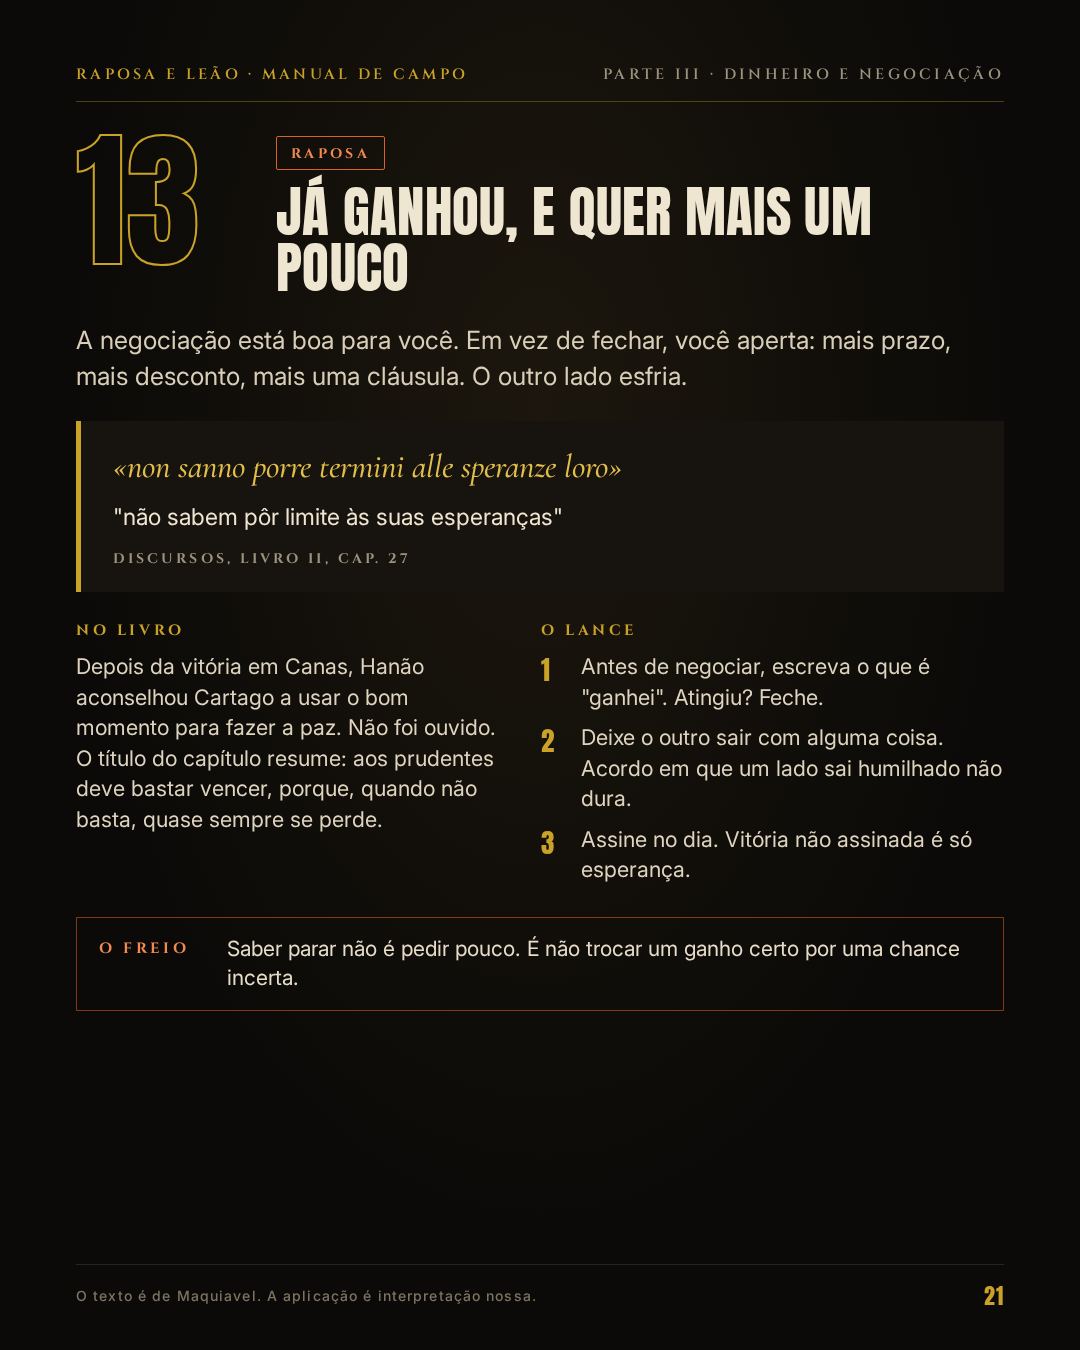 RAPOSA E LEÃO · MANUAL DE CAMPO
PARTE III · DINHEIRO E NEGOCIAÇÃO
13
RAPOSA
JÁ GANHOU, E QUER MAIS UM
POUCO
A negociação está boa para você. Em vez de fechar, você aperta: mais prazo,
mais desconto, mais uma cláusula. O outro lado esfria.
«non sanno porre termini alle speranze loro»
"não sabem pôr limite às suas esperanças"
DISCURSOS, LIVRO II, CAP. 27
NO LIVRO
Depois da vitória em Canas, Hanão
aconselhou Cartago a usar o bom
momento para fazer a paz. Não foi ouvido.
O título do capítulo resume: aos prudentes
deve bastar vencer, porque, quando não
basta, quase sempre se perde.
O LANCE
1 Antes de negociar, escreva o que é
"ganhei". Atingiu? Feche.
2 Deixe o outro sair com alguma coisa.
Acordo em que um lado sai humilhado não
dura.
3 Assine no dia. Vitória não assinada é só
esperança.
O FREIO
Saber parar não é pedir pouco. É não trocar um ganho certo por uma chance
incerta.
O texto é de Maquiavel. A aplicação é interpretação nossa.
21